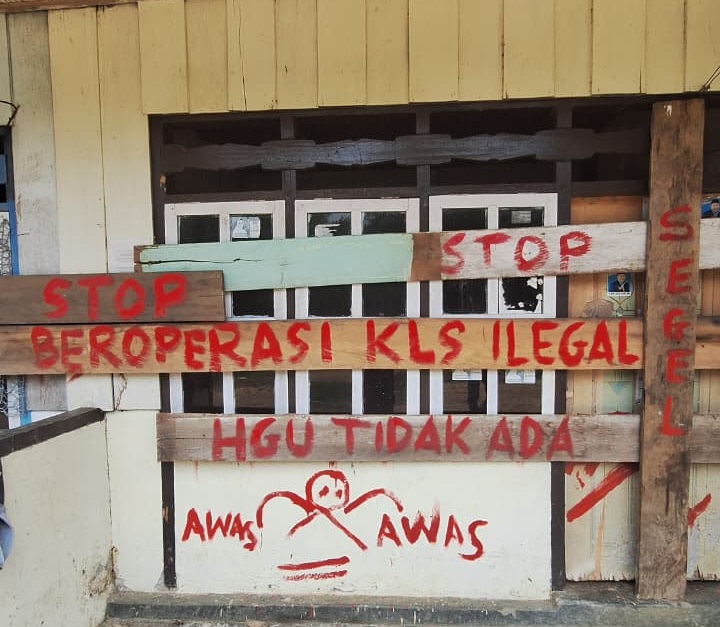 STOP
STOP
BEROPERASI KLS ILEGAL
HGU TIDAK ADA
SEGEL
AWAS AWAS